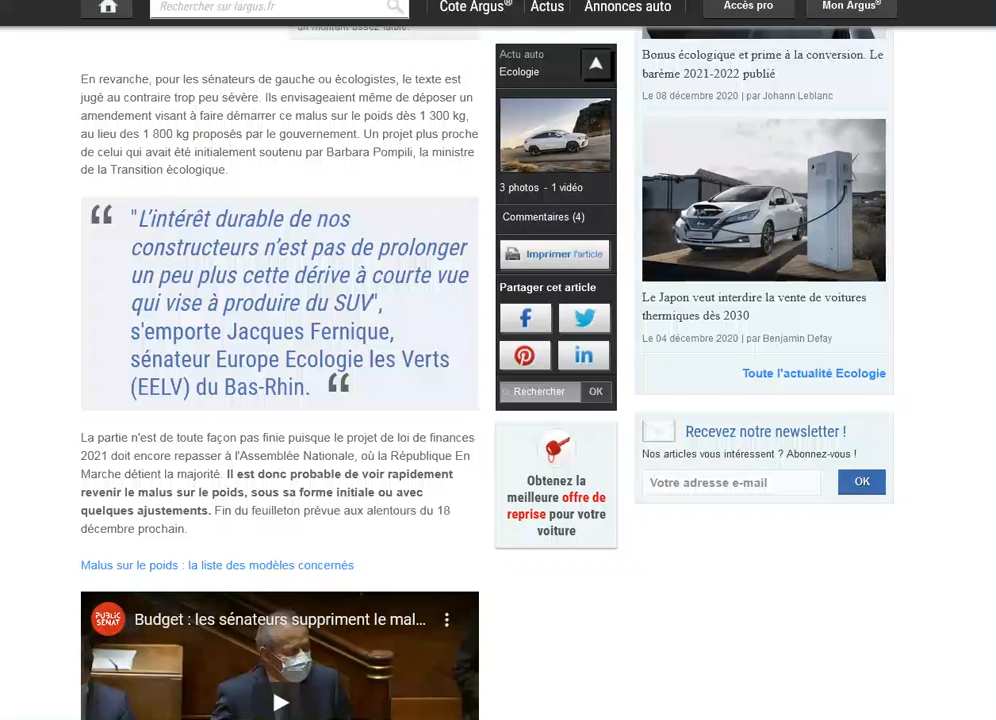 Rechercher sur largus.fr
Cote Argus®
Actus
Annonces auto
Accès pro
Mon Argus®
un montant assez faible.
En revanche, pour les sénateurs de gauche ou écologistes, le texte est
jugé au contraire trop peu sévère. Ils envisageaient même de déposer un
amendement visant à faire démarrer ce malus sur le poids dès 1 300 kg,
au lieu des 1 800 kg proposés par le gouvernement. Un projet plus proche
de celui qui avait été initialement soutenu par Barbara Pompili, la ministre
de la Transition écologique.
"L'intérêt durable de nos
constructeurs n'est pas de prolonger
un peu plus cette dérive à courte vue
qui vise à produire du SUV",
s'emporte Jacques Fernique,
sénateur Europe Ecologie les Verts
(EELV) du Bas-Rhin.
La partie n'est de toute façon pas finie puisque le projet de loi de finances
2021 doit encore repasser à l'Assemblée Nationale, où la République En
Marche détient la majorité. Il est donc probable de voir rapidement
revenir le malus sur le poids, sous sa forme initiale ou avec
quelques ajustements. Fin du feuilleton prévue aux alentours du 18
décembre prochain.
Malus sur le poids : la liste des modèles concernés
PUBLIC
SENAT
Budget : les sénateurs suppriment le mal...
Actu auto
Ecologie
3 photos - 1 vidéo
Commentaires (4)
Imprimer l'article
Partager cet article
Rechercher
OK
Obtenez la
meilleure offre de
reprise pour votre
voiture
Bonus écologique et prime à la conversion. Le
barème 2021-2022 publié
Le 08 décembre 2020 | par Johann Leblanc
Le Japon veut interdire la vente de voitures
thermiques dès 2030
Le 04 décembre 2020 | par Benjamin Defay
Toute l'actualité Ecologie
Recevez notre newsletter !
Nos articles vous intéressent ? Abonnez-vous !
Votre adresse e-mail
OK